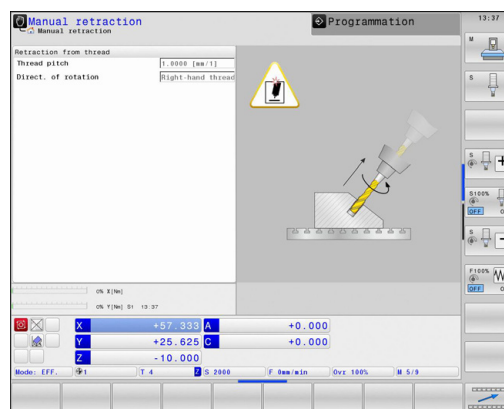 Manual retraction
Manual retraction
Programmation
13:37
Retraction from thread
Thread pitch 1.0000 [mm/1]
Direct. of rotation Right-hand thread
M
S
S
S100%
OFF
S
F100%
OFF
0% X[Nm]
0% Y[Nm] S1 13:37
X +57.333 A +0.000
Y +25.625 C +0.000
Z -10.000
Mode: EFF. 1 T 4 Z S 2000 F 0mm/min Ovr 100% M 5/9